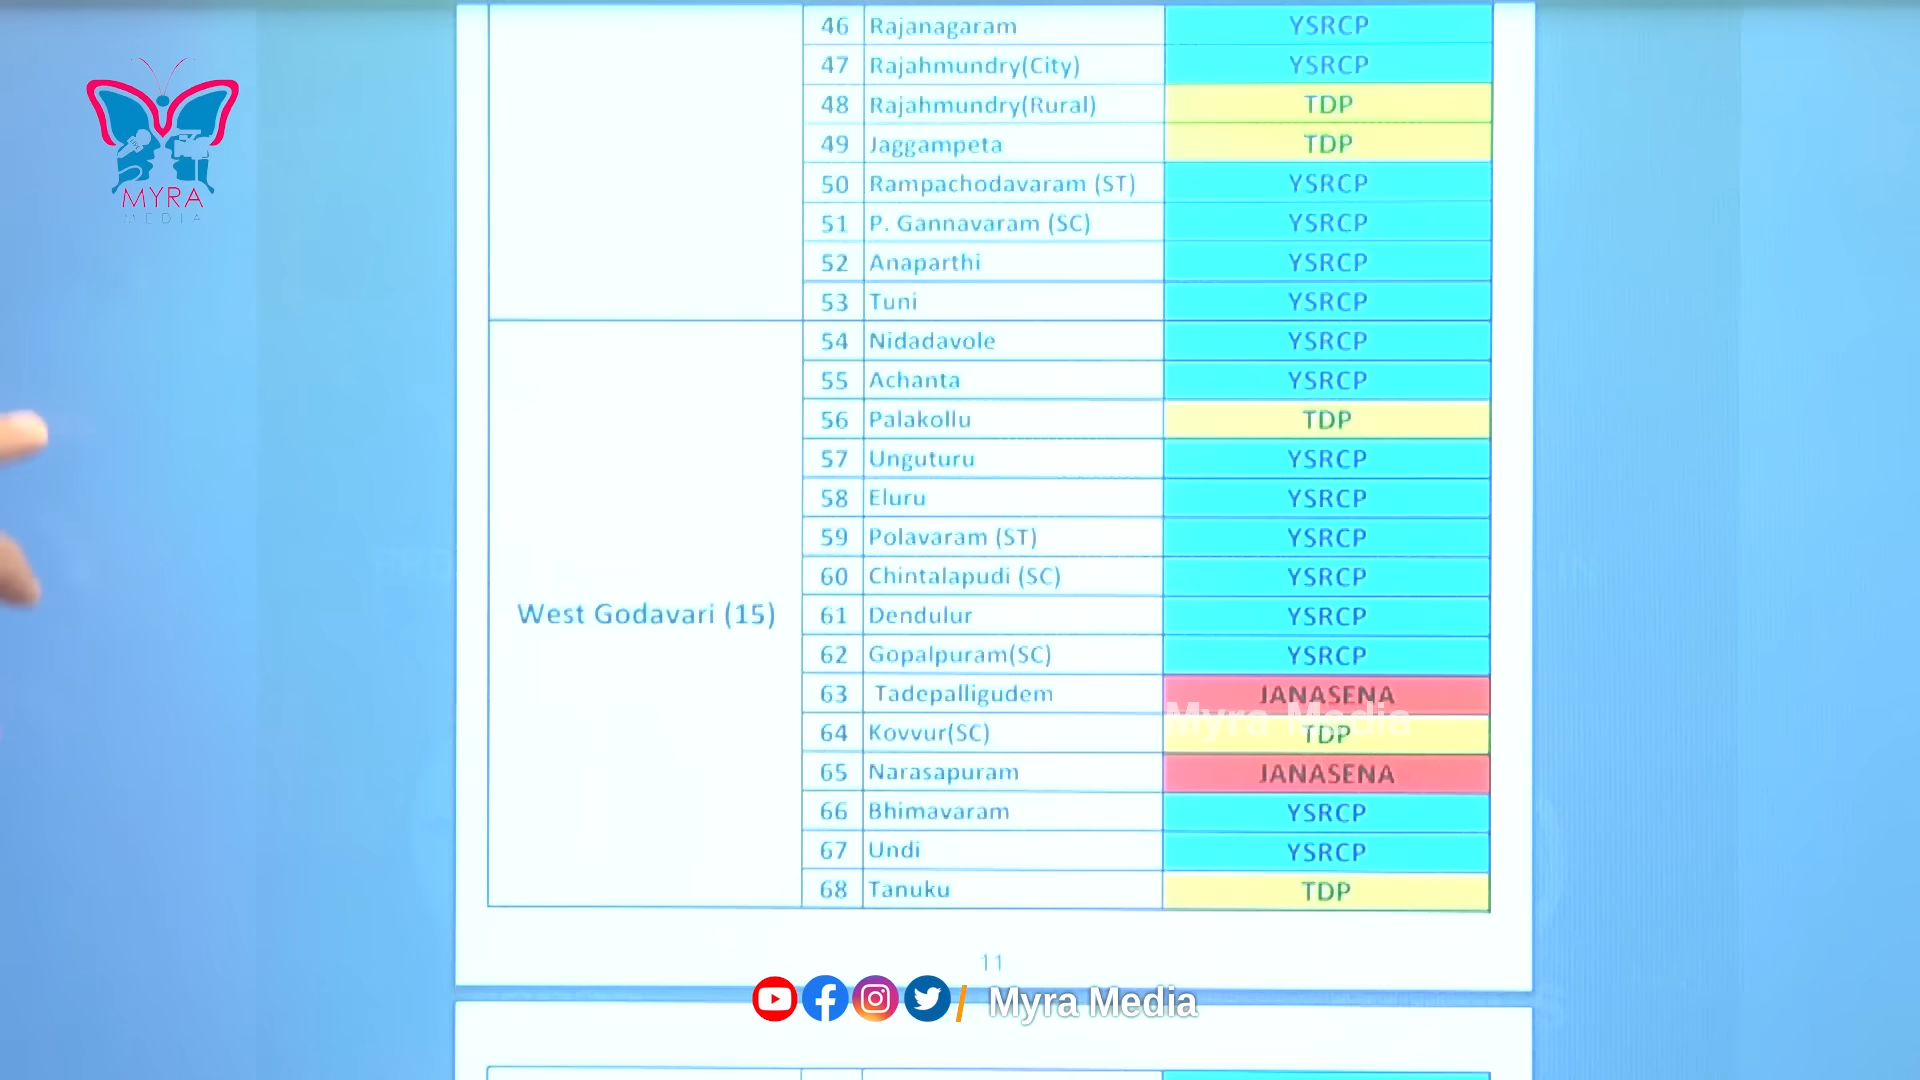 MYRA
MEDIA
46 Rajanagaram YSRCP
47 Rajahmundry(City) YSRCP
48 Rajahmundry(Rural) TDP
49 Jaggampeta TDP
50 Rampachodavaram (ST) YSRCP
51 P. Gannavaram (SC) YSRCP
52 Anaparthi YSRCP
53 Tuni YSRCP
54 Nidadavole YSRCP
55 Achanta YSRCP
56 Palakollu TDP
57 Unguturu YSRCP
58 Eluru YSRCP
59 Polavaram (ST) YSRCP
60 Chintalapudi (SC) YSRCP
West Godavari (15)
61 Dendulur YSRCP
62 Gopalpuram(SC) YSRCP
63 Tadepalligudem JANASENA
Myra Media
64 Kovvur(SC) TDP
65 Narasapuram JANASENA
66 Bhimavaram YSRCP
67 Undi YSRCP
68 Tanuku TDP
11
/ Myra Media